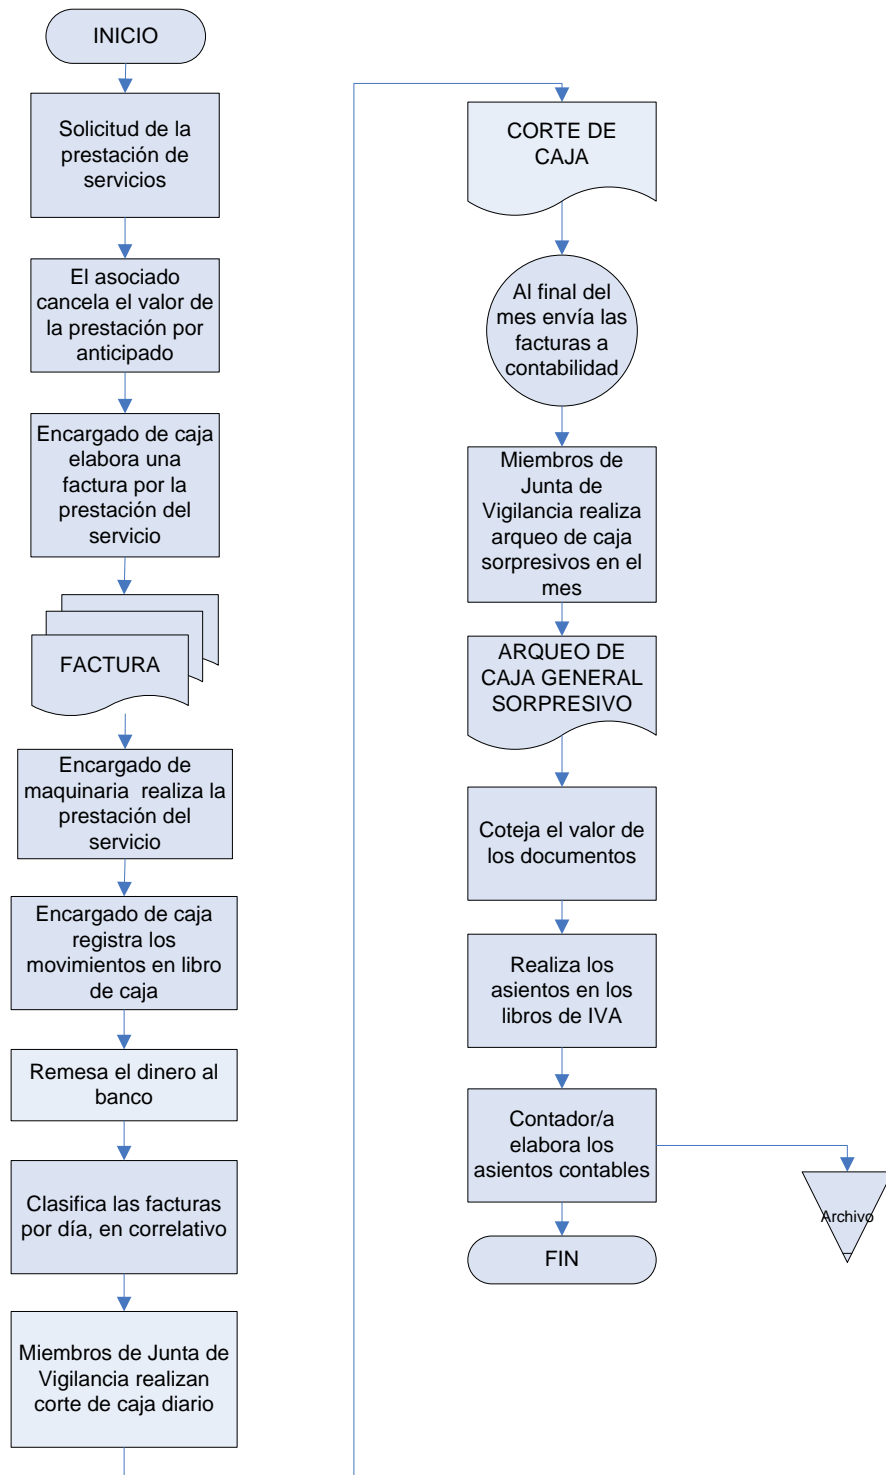 INICIO
Solicitud de la
prestación de
servicios
El asociado
cancela el valor de
la prestación por
anticipado
Encargado de caja
elabora una
factura por la
prestación del
servicio
FACTURA
Encargado de
maquinaria realiza la
prestación del
servicio
Encargado de caja
registra los
movimientos en libro
de caja
Remesa el dinero al
banco
Clasifica las facturas
por día, en correlativo
Miembros de Junta de
Vigilancia realizan
corte de caja diario
CORTE DE
CAJA
Al final del
mes envía las
facturas a
contabilidad
Miembros de
Junta de
Vigilancia realiza
arqueo de caja
sorpresivos en el
mes
ARQUEO DE
CAJA GENERAL
SORPRESIVO
Coteja el valor de
los documentos
Realiza los
asientos en los
libros de IVA
Contador/a
elabora los
asientos contables
Archivo
FIN